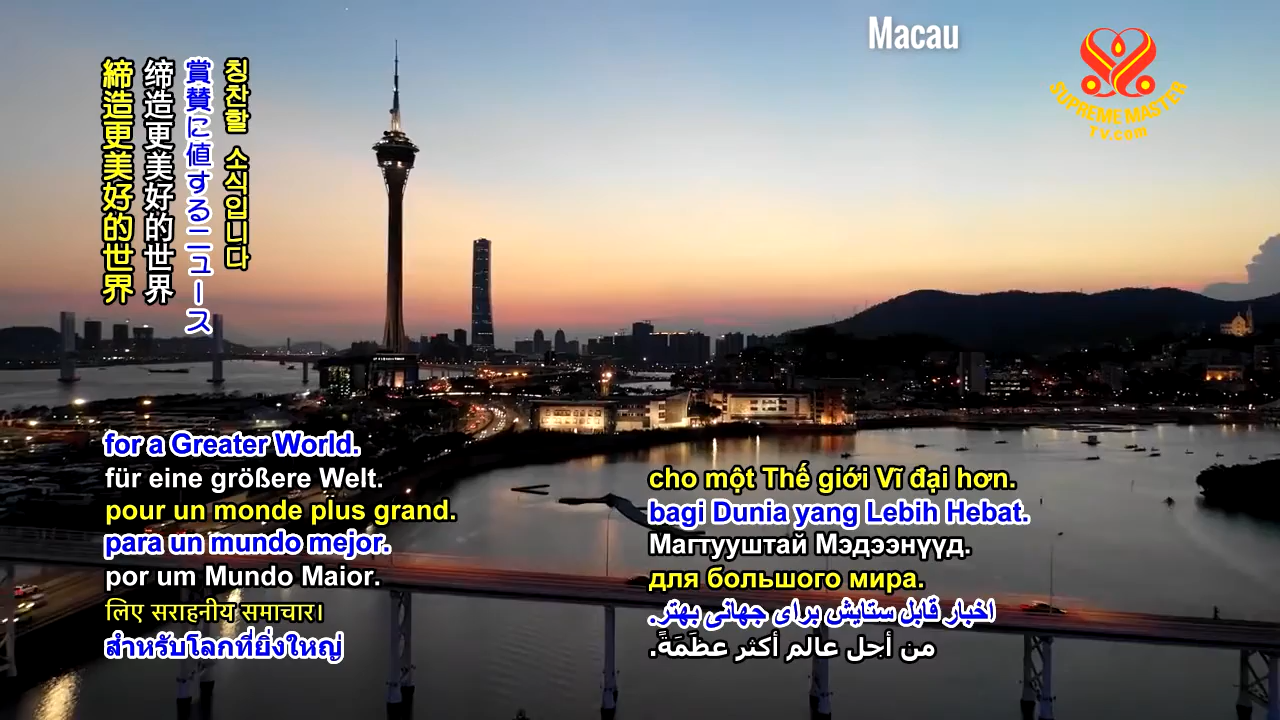 Macau
SUPREME MASTER
TV.com
칭찬할 소식입니다
賞賛に値するニュース
缔造更美好的世界
締造更美好的世界
for a Greater World.
für eine größere Welt.
pour un monde plus grand.
para un mundo mejor.
por um Mundo Maior.
लिए सराहनीय समाचार।
สำหรับโลกที่ยิ่งใหญ่
cho một Thế giới Vĩ đại hơn.
bagi Dunia yang Lebih Hebat.
Магтууштай Мэдээнүүд.
для большого мира.
اخبار قابل ستایش برای جهانی بهتر.
من أجل عالم أكثر عظَمَةً.